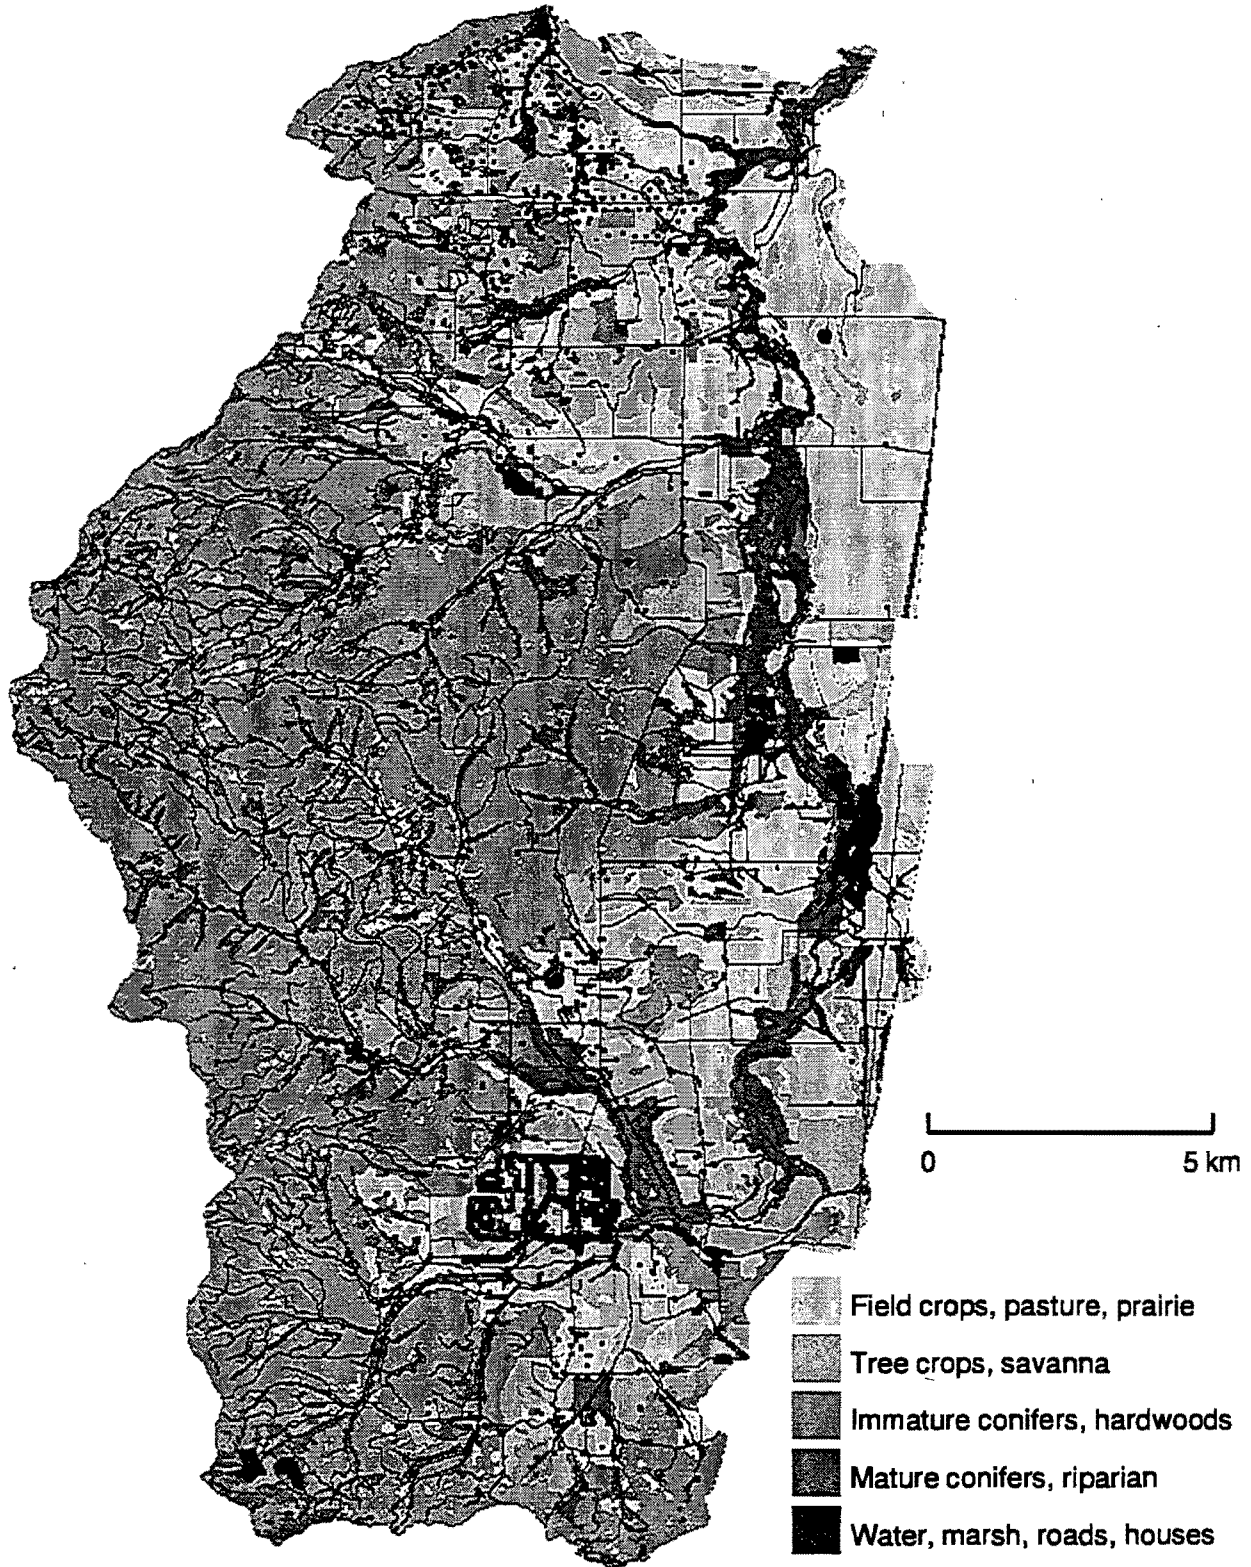 0 5 km
Field crops, pasture, prairie
Tree crops, savanna
Immature conifers, hardwoods
Mature conifers, riparian
Water, marsh, roads, houses